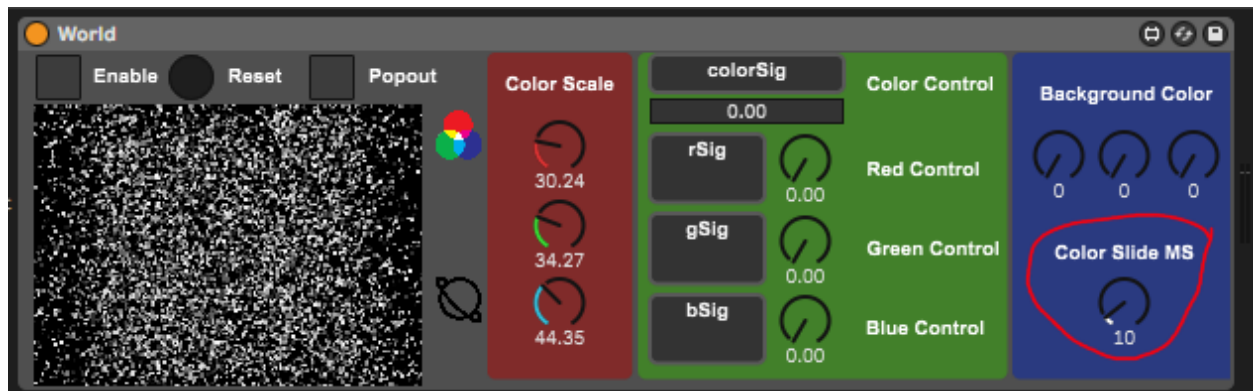 World
Enable
Reset
Popout
Color Scale
30.24
34.27
44.35
colorSig
0.00
Color Control
rSig
0.00
Red Control
gSig
0.00
Green Control
bSig
0.00
Blue Control
Background Color
0
0
0
Color Slide MS
10